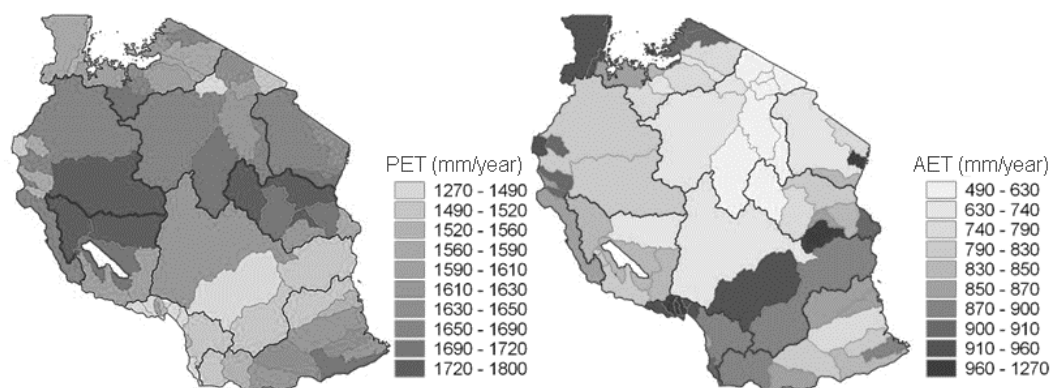 PET (mm/year)
1270 - 1490
1490 - 1520
1520 - 1560
1560 - 1590
1590 - 1610
1610 - 1630
1630 - 1650
1650 - 1690
1690 - 1720
1720 - 1800
AET (mm/year)
490 - 630
630 - 740
740 - 790
790 - 830
830 - 850
850 - 870
870 - 900
900 - 910
910 - 960
960 - 1270